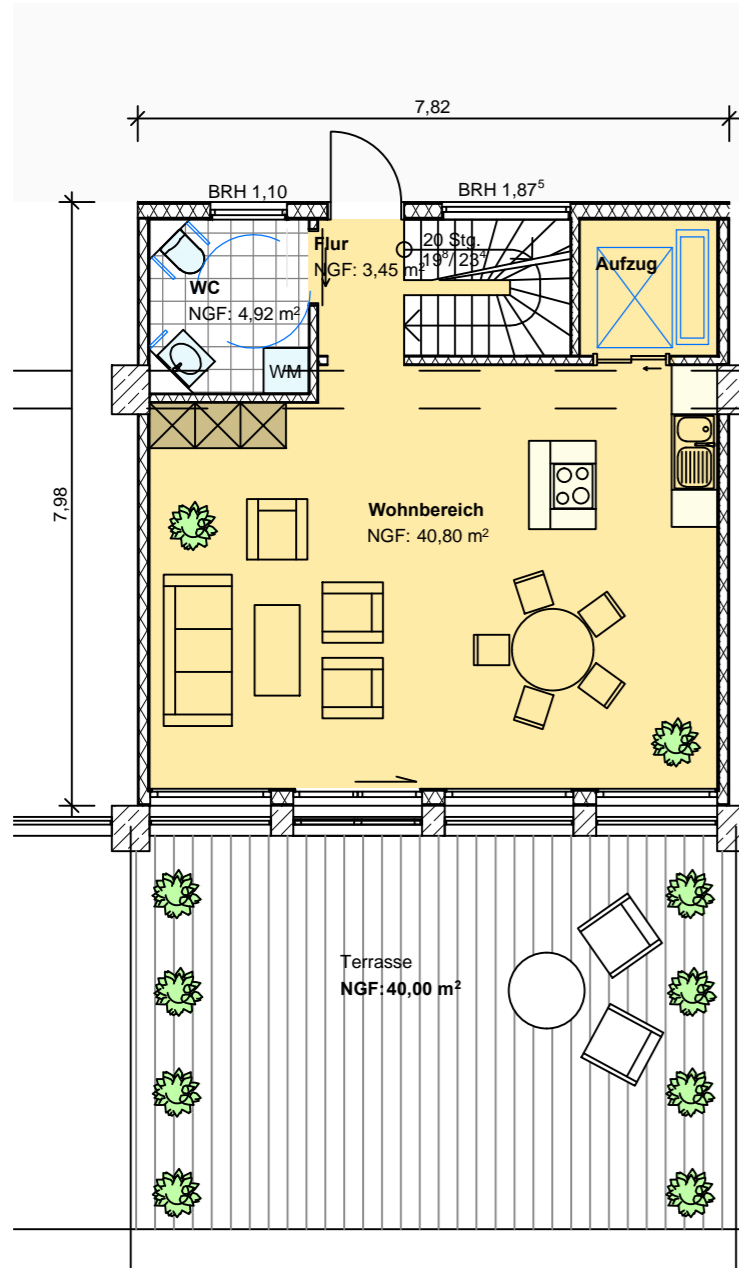 7,82
BRH 1,10
BRH 1,87⁵
Flur
NGF: 3,45 m²
20 Stg.
19⁸/ 23⁴
Aufzug
WC
NGF: 4,92 m²
WM
7,98
Wohnbereich
NGF: 40,80 m²
Terrasse
NGF: 40,00 m²